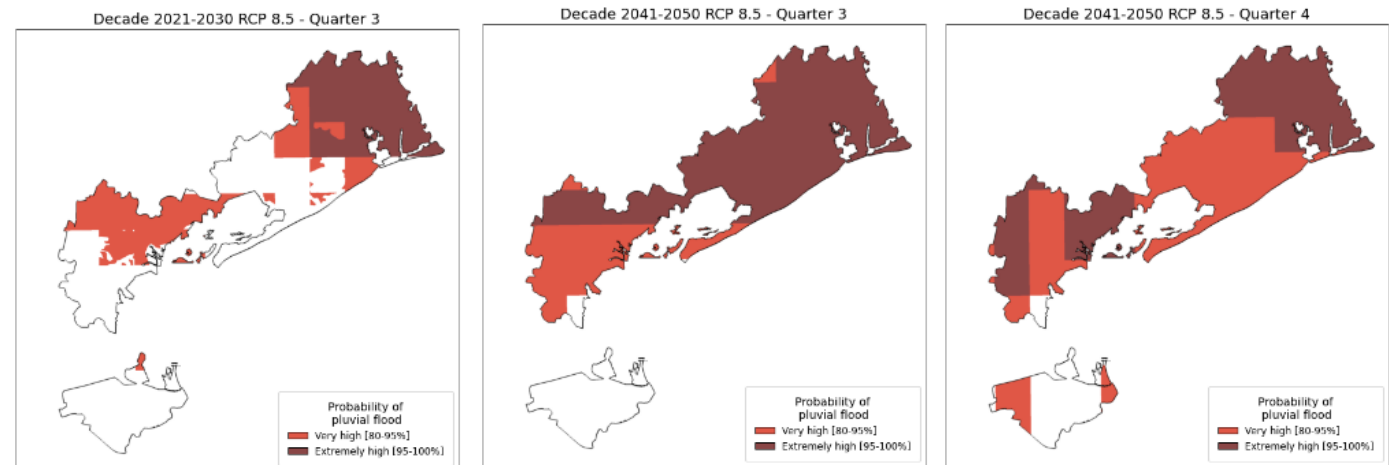 Decade 2021-2030 RCP 8.5 - Quarter 3
Probability of
pluvial flood
Very high [80-95%]
Extremely high [95-100%]
Decade 2041-2050 RCP 8.5 - Quarter 3
Probability of
pluvial flood
Very high [80-95%]
Extremely high [95-100%]
Decade 2041-2050 RCP 8.5 - Quarter 4
Probability of
pluvial flood
Very high [80-95%]
Extremely high [95-100%]